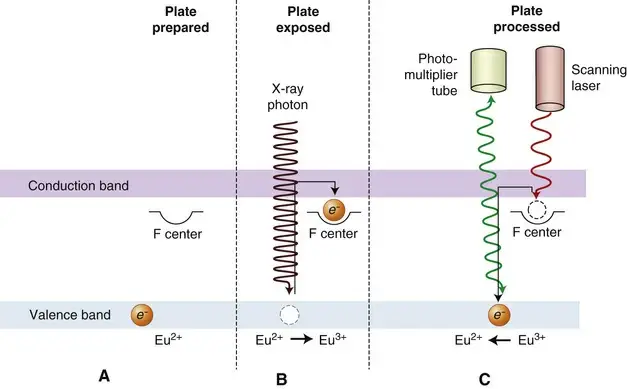 Plate
prepared
Plate
exposed
Plate
processed
Photo-
multiplier
tube
Scanning
laser
X-ray
photon
Conduction band
e⁻
F center
F center
F center
Valence band
e⁻
e⁻
Eu²⁺
Eu²⁺ → Eu³⁺
Eu²⁺ ← Eu³⁺
A
B
C